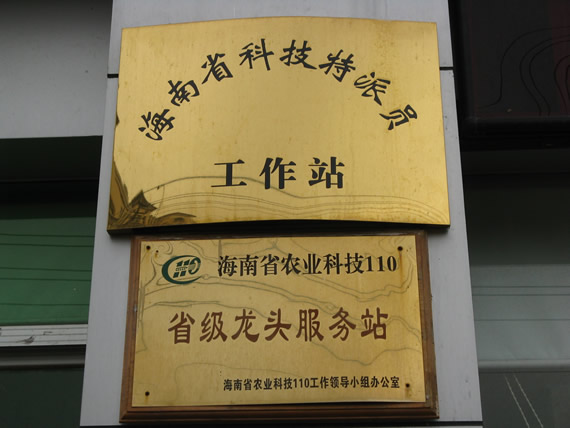 海南省科技特派员
工作站
110 海南省农业科技110
省级龙头服务站
海南省农业科技110工作领导小组办公室